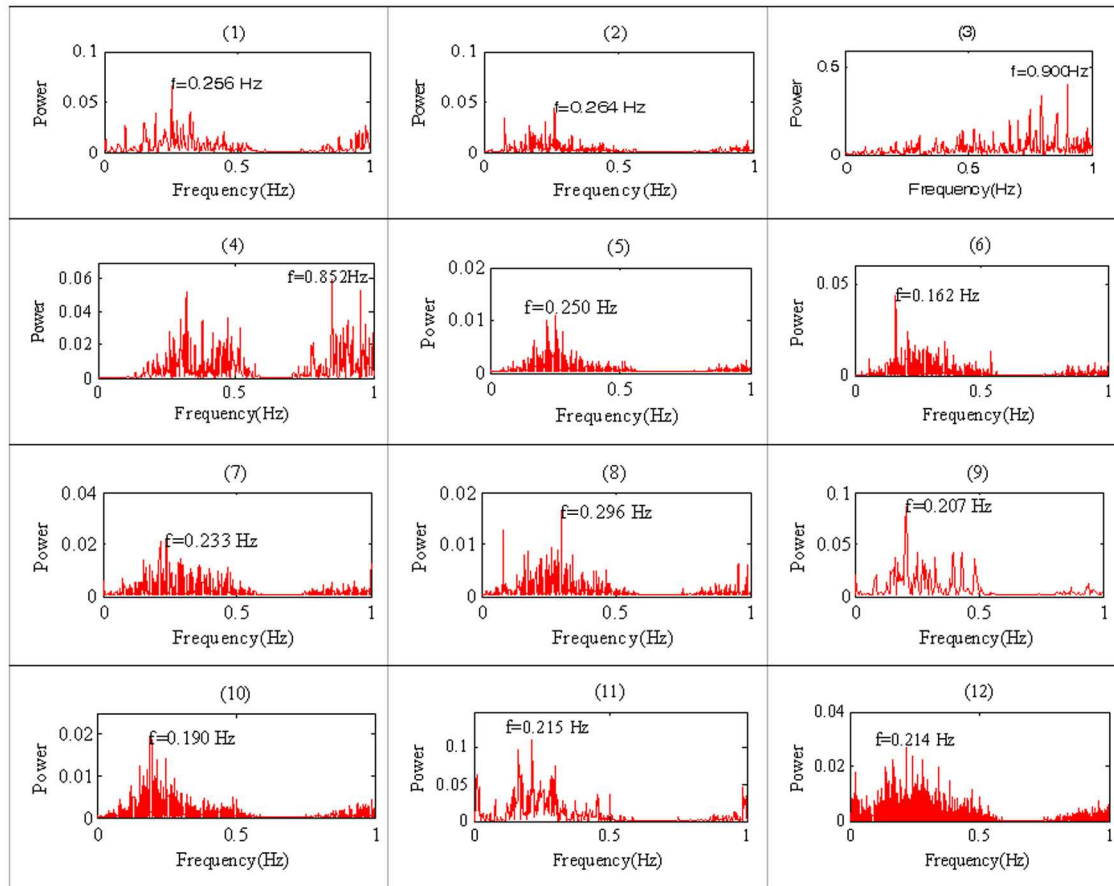 (1)
0.1
0.05
0
Power
f=0.256 Hz
0
0.5
1
Frequency(Hz)
(2)
0.1
0.05
0
Power
f=0.264 Hz
0
0.5
1
Frequency(Hz)
(3)
0.5
0
Power
f=0.900Hz
0
0.5
1
Frequency(Hz)
(4)
0.06
0.04
0.02
0
Power
f=0.852Hz
0
0.5
1
Frequency(Hz)
(5)
0.02
0.01
0
Power
f=0.250 Hz
0
0.5
1
Frequency(Hz)
(6)
0.05
0
Power
f=0.162 Hz
0
0.5
1
Frequency(Hz)
(7)
0.04
0.02
0
Power
f=0.233 Hz
0
0.5
1
Frequency(Hz)
(8)
0.02
0.01
0
Power
f=0.296 Hz
0
0.5
1
Frequency(Hz)
(9)
0.1
0.05
0
Power
f=0.207 Hz
0
0.5
1
Frequency(Hz)
(10)
0.02
0.01
0
Power
f=0.190 Hz
0
0.5
1
Frequency(Hz)
(11)
0.1
0.05
0
Power
f=0.215 Hz
0
0.5
1
Frequency(Hz)
(12)
0.04
0.02
0
Power
f=0.214 Hz
0
0.5
1
Frequency(Hz)